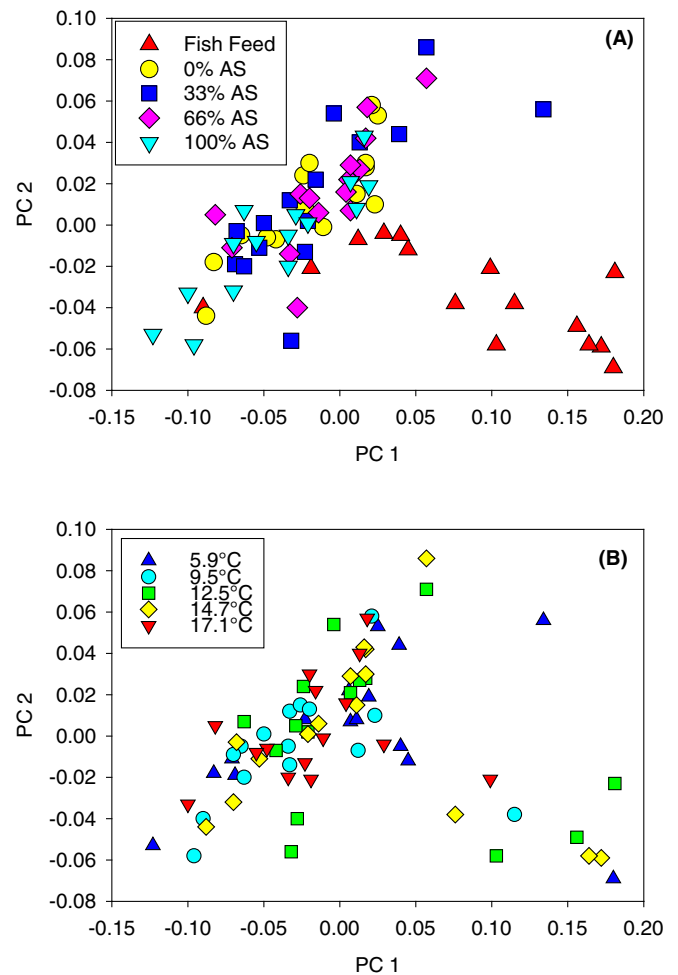 0.10
0.08
0.06
0.04
0.02
0.00
-0.02
-0.04
-0.06
-0.08
PC 2
(A)
Fish Feed
0% AS
33% AS
66% AS
100% AS
-0.15 -0.10 -0.05 0.00 0.05 0.10 0.15 0.20
PC 1
0.10
0.08
0.06
0.04
0.02
0.00
-0.02
-0.04
-0.06
-0.08
PC 2
(B)
5.9°C
9.5°C
12.5°C
14.7°C
17.1°C
-0.15 -0.10 -0.05 0.00 0.05 0.10 0.15 0.20
PC 1